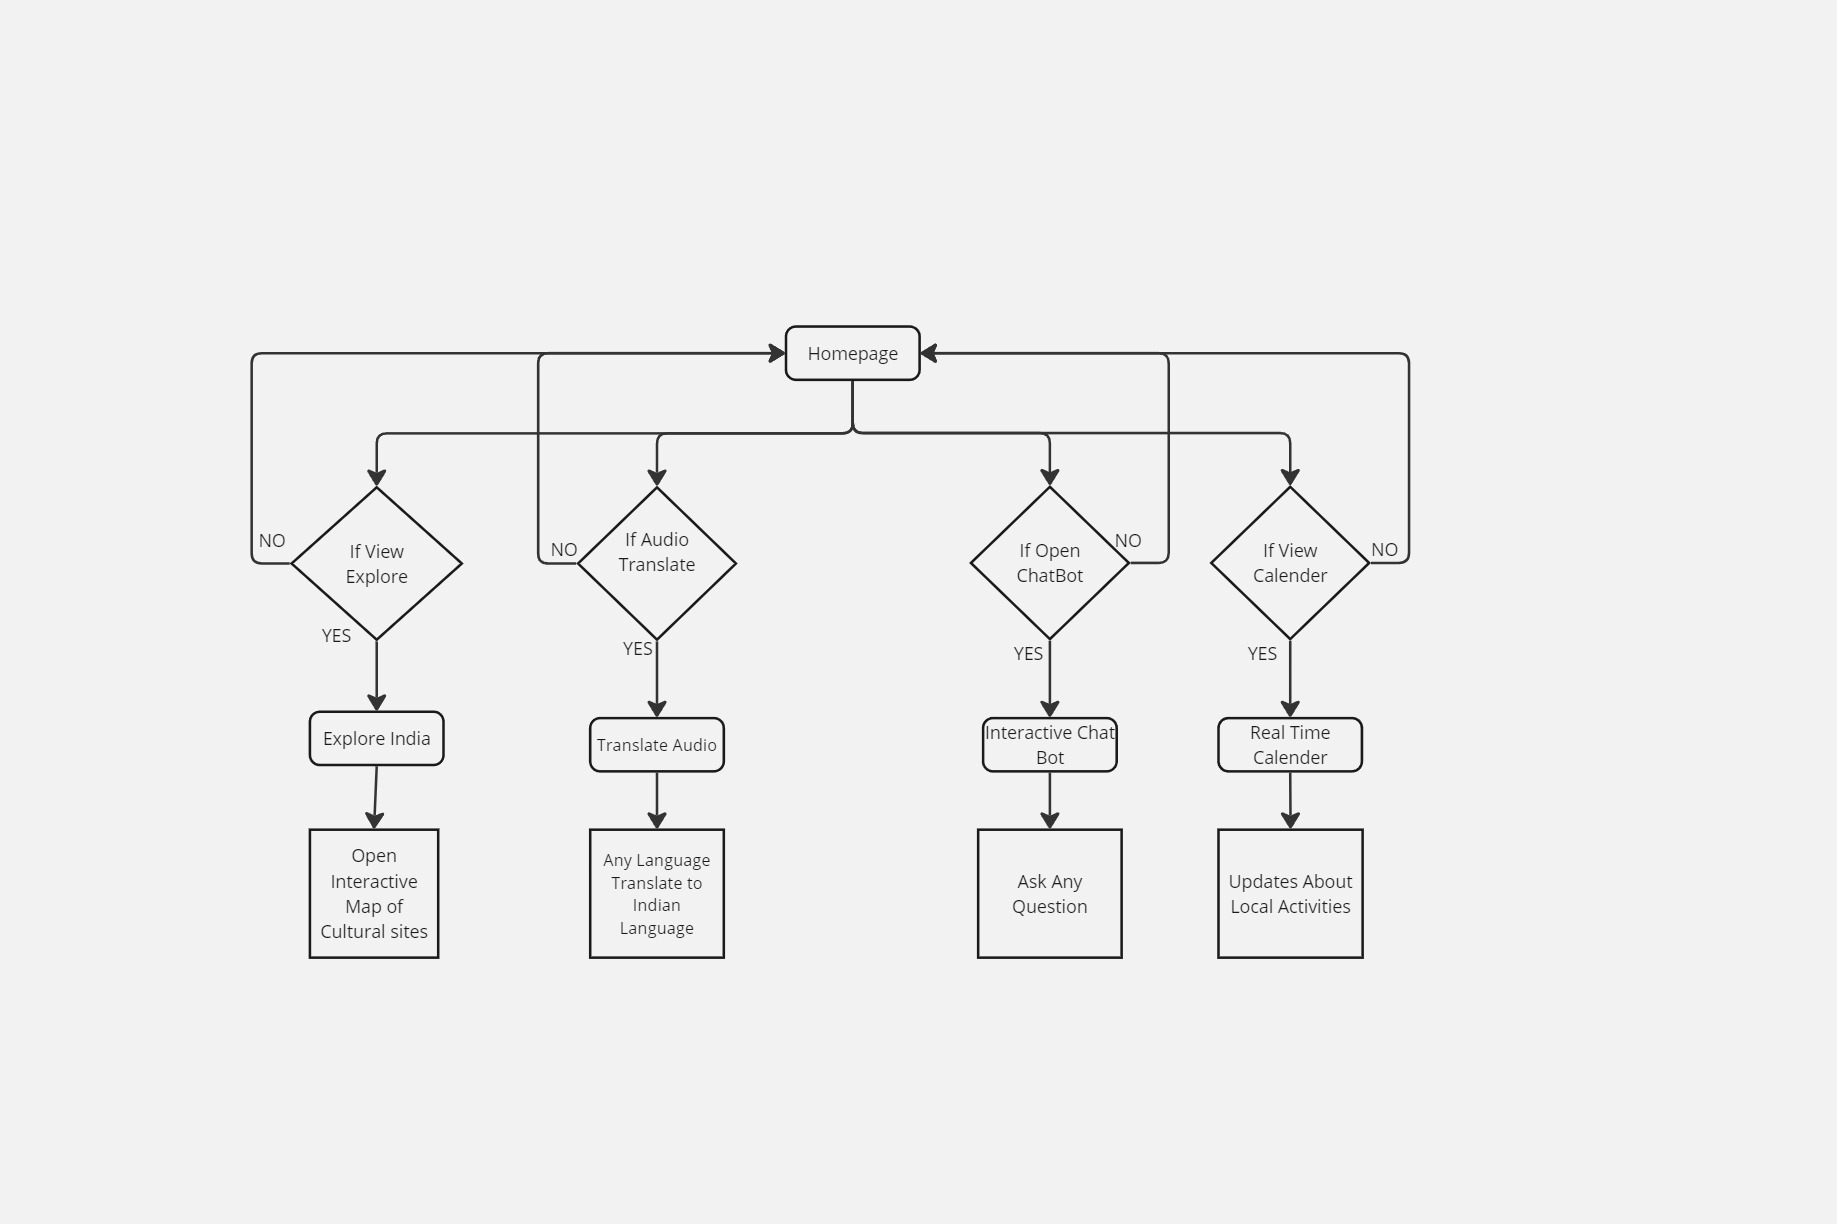 Homepage
NO
If View
Explore
YES
NO
If Audio
Translate
YES
If Open
ChatBot
NO
YES
If View
Calender
NO
YES
Explore India
Translate Audio
Interactive Chat
Bot
Real Time
Calender
Open
Interactive
Map of
Cultural sites
Any Language
Translate to
Indian
Language
Ask Any
Question
Updates About
Local Activities